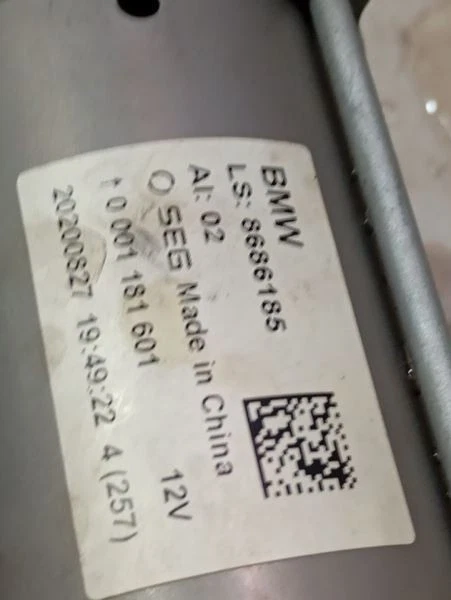 BMW
LS: 8686185
AI: 02
SEG Made in China
↑ 0 001 181 601 12V
20200827 19:49:22 4 (257)